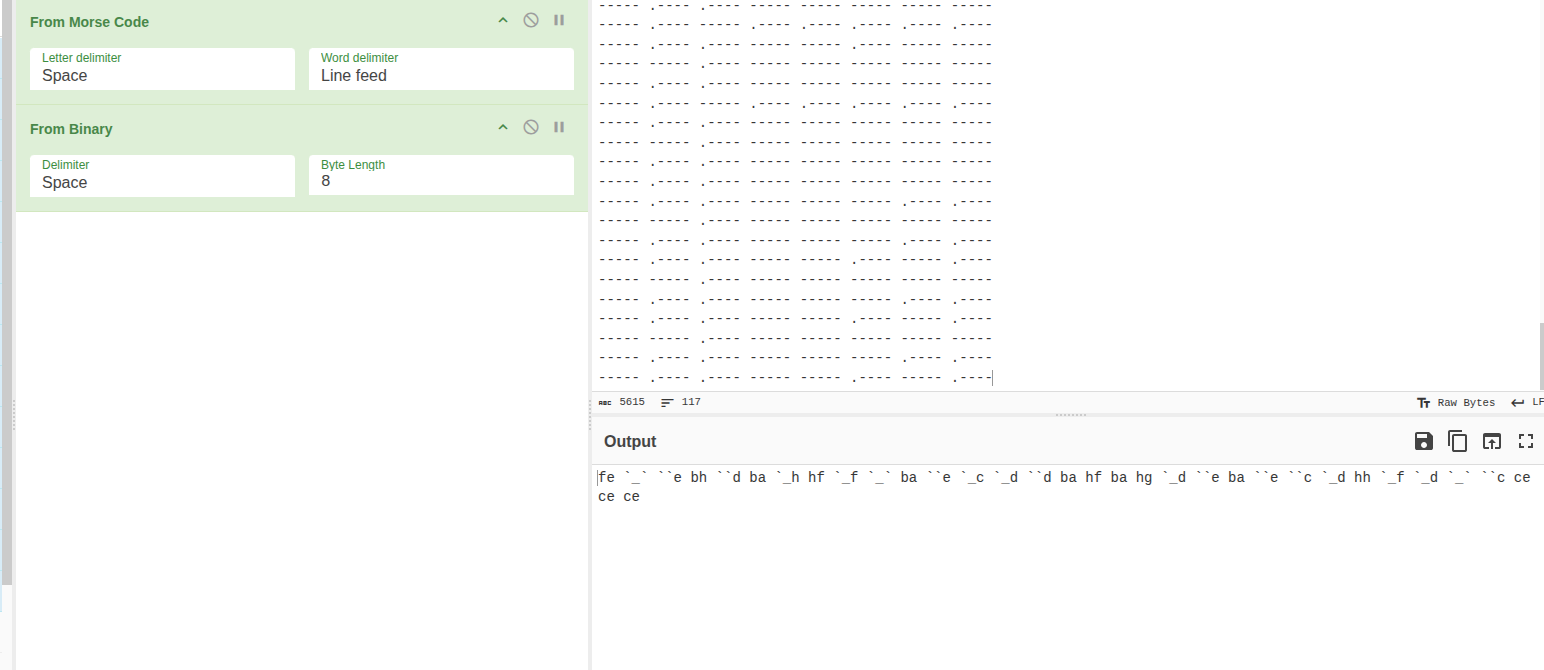 From Morse Code
Letter delimiter
Space
Word delimiter
Line feed
From Binary
Delimiter
Space
Byte Length
8
----- .---- .---- ----- ----- ----- ----- -----
----- .---- ----- .---- .---- .---- .---- .----
----- .---- .---- ----- ----- .---- ----- -----
----- ----- .---- ----- ----- ----- ----- -----
----- .---- .---- ----- ----- ----- ----- -----
----- .---- ----- .---- .---- .---- .---- .----
----- .---- .---- ----- ----- ----- ----- -----
----- ----- .---- ----- ----- ----- ----- -----
----- .---- .---- ----- ----- ----- ----- -----
----- .---- .---- ----- ----- ----- ----- -----
----- .---- .---- ----- ----- ----- .---- .----
----- ----- .---- ----- ----- ----- ----- -----
----- .---- .---- ----- ----- ----- .---- .----
----- .---- .---- ----- ----- .---- ----- .----
----- ----- .---- ----- ----- ----- ----- -----
----- .---- .---- ----- ----- ----- .---- .----
----- .---- .---- ----- ----- .---- ----- .----
----- ----- .---- ----- ----- ----- ----- -----
----- .---- .---- ----- ----- ----- .---- .----
----- .---- .---- ----- ----- .---- ----- .----
ABC 5615 117 Raw Bytes LF
Output
fe `_` ``e bh ``d ba `_h hf `_f `_` ba ``e `_c `_d ``d ba hf ba hg `_d ``e ba ``e ``c `_d hh `_f `_d `_` ``c ce
ce ce